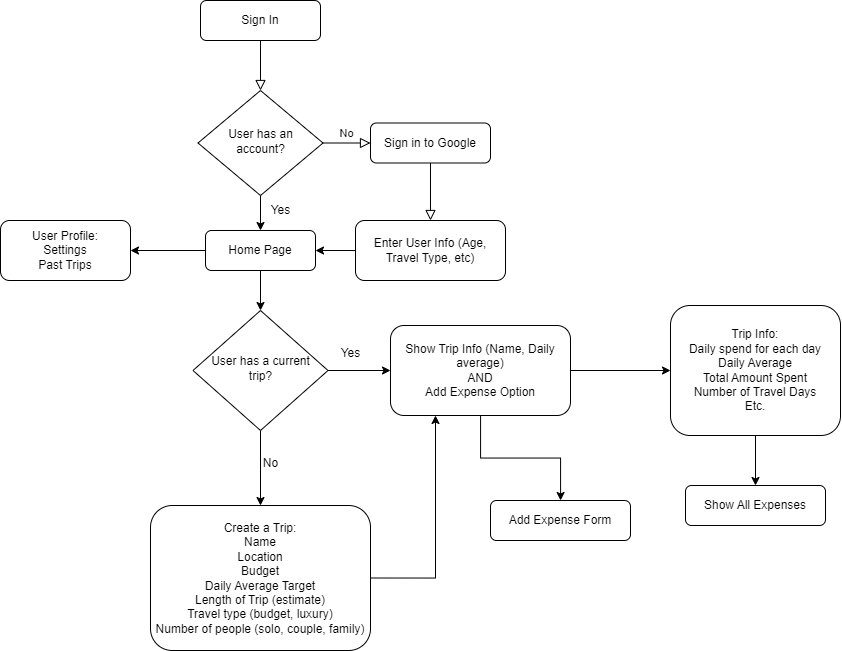 Sign In
User has an
account?
No
Sign in to Google
Yes
User Profile:
Settings
Past Trips
Home Page
Enter User Info (Age,
Travel Type, etc)
User has a current
trip?
Yes
Show Trip Info (Name, Daily
average)
AND
Add Expense Option
Trip Info:
Daily spend for each day
Daily Average
Total Amount Spent
Number of Travel Days
Etc.
No
Add Expense Form
Show All Expenses
Create a Trip:
Name
Location
Budget
Daily Average Target
Length of Trip (estimate)
Travel type (budget, luxury)
Number of people (solo, couple, family)